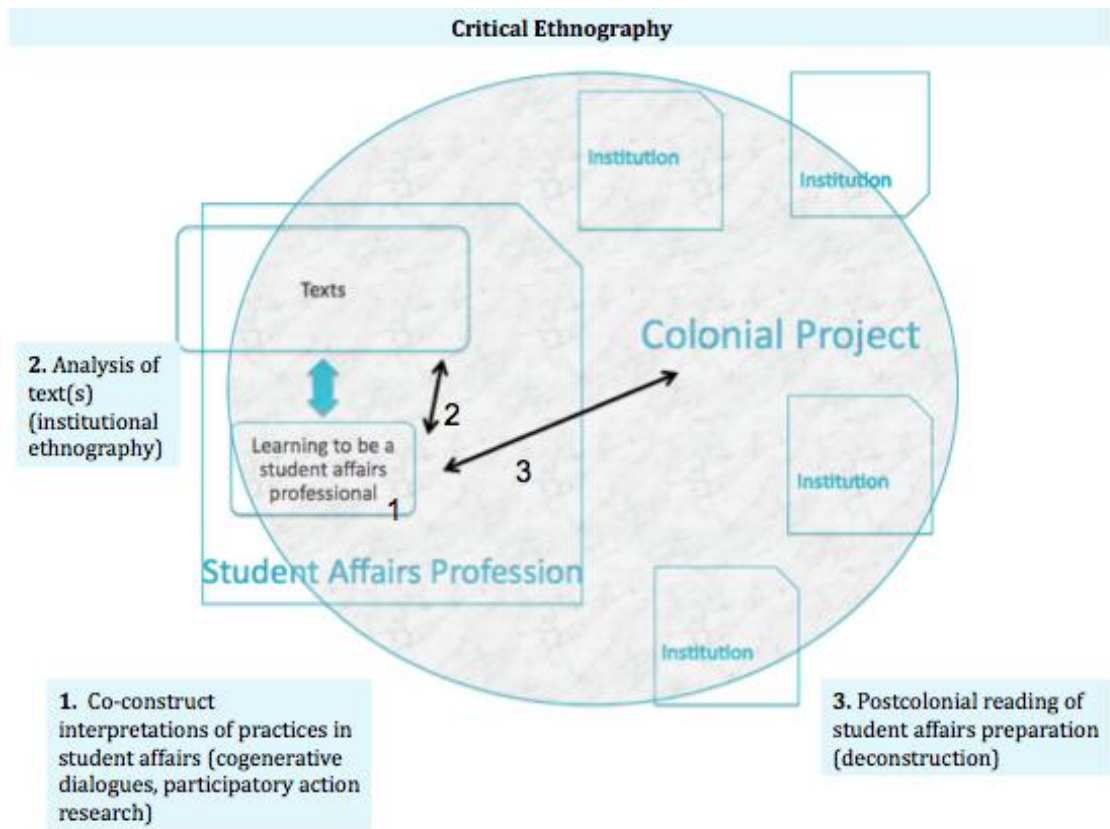 Critical Ethnography
Institution
Institution
Texts
Colonial Project
2. Analysis of
text(s)
(institutional
ethnography)
2
Learning to be a
student affairs
professional
1
3
Institution
Student Affairs Profession
Institution
1. Co-construct
interpretations of practices in
student affairs (cogenerative
dialogues, participatory action
research)
3. Postcolonial reading of
student affairs preparation
(deconstruction)